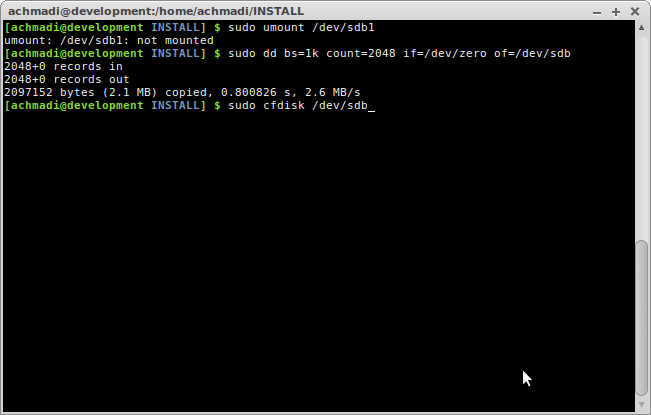 achmadi@development:/home/achmadi/INSTALL
[achmadi@development INSTALL] $ sudo umount /dev/sdb1
umount: /dev/sdb1: not mounted
[achmadi@development INSTALL] $ sudo dd bs=1k count=2048 if=/dev/zero of=/dev/sdb
2048+0 records in
2048+0 records out
2097152 bytes (2.1 MB) copied, 0.800826 s, 2.6 MB/s
[achmadi@development INSTALL] $ sudo cfdisk /dev/sdb_